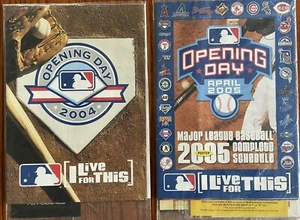 OPENING DAY
2004
I Live
FOR THIS
OPENING
DAY
APRIL
2005
Major League Baseball
2005 COMPLETE
SCHEDULE
I Live
FOR THIS